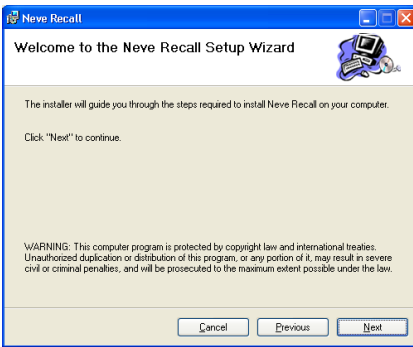 Neve Recall
Welcome to the Neve Recall Setup Wizard
The installer will guide you through the steps required to install Neve Recall on your computer.
Click "Next" to continue.
WARNING: This computer program is protected by copyright law and international treaties.
Unauthorized duplication or distribution of this program, or any portion of it, may result in severe
civil or criminal penalties, and will be prosecuted to the maximum extent possible under the law.
Cancel Previous Next